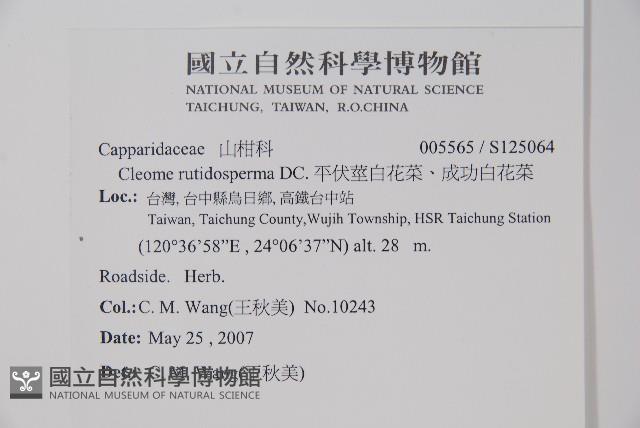 國立自然科學博物館
NATIONAL MUSEUM OF NATURAL SCIENCE
TAICHUNG, TAIWAN, R.O.CHINA
Capparidaceae 山柑科 005565 / S125064
Cleome rutidosperma DC. 平伏莖白花菜、成功白花菜
Loc.: 台灣, 台中縣烏日鄉, 高鐵台中站
Taiwan, Taichung County,Wujih Township, HSR Taichung Station
(120°36'58”E , 24°06'37”N) alt. 28 m.
Roadside. Herb.
Col.:C. M. Wang(王秋美) No.10243
Date: May 25 , 2007
(王秋美)
國立自然科學博物館
NATIONAL MUSEUM OF NATURAL SCIENCE